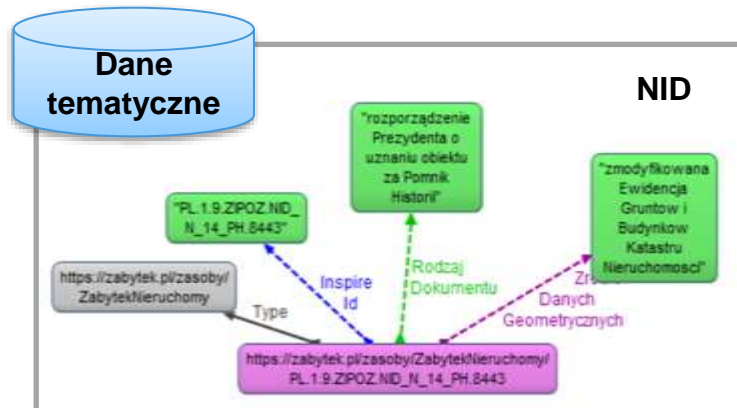 Dane
tematyczne
NID
"rozporządzenie
Prezydenta o
uznaniu obiektu
za Pomnik
Historii"
"zmodyfikowana
Ewidencja
Gruntow i
Budynkow
Katastru
Nieruchomosci"
"PL.1.9.ZIPOZ.NID_
N_14_PH.8443"
https://zabytek.pl/zasoby/
ZabytekNieruchomy
Type
Inspire
Id
Rodzaj
Dokumentu
Danych
Geometrycznych
https://zabytek.pl/zasoby/ZabytekNieruchomy/
PL.1.9.ZIPOZ.NID_N_14_PH.8443